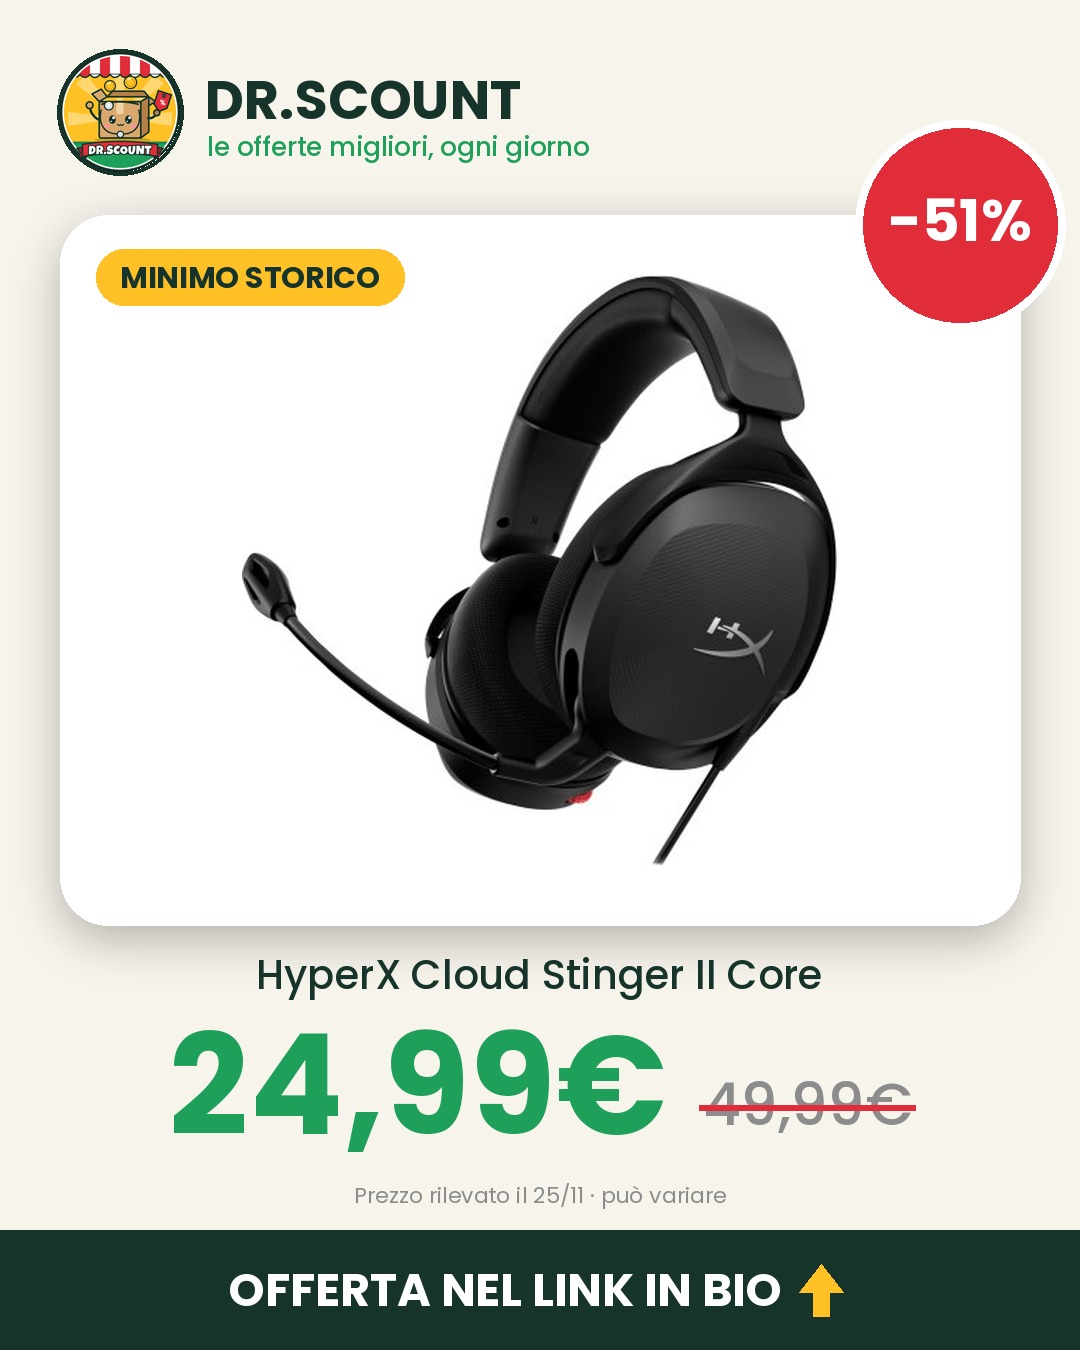 DR.SCOUNT
le offerte migliori, ogni giorno
%
DR.SCOUNT
-51%
MINIMO STORICO
HX
HyperX Cloud Stinger II Core
24,99€ 49,99€
Prezzo rilevato il 25/11 · può variare
OFFERTA NEL LINK IN BIO